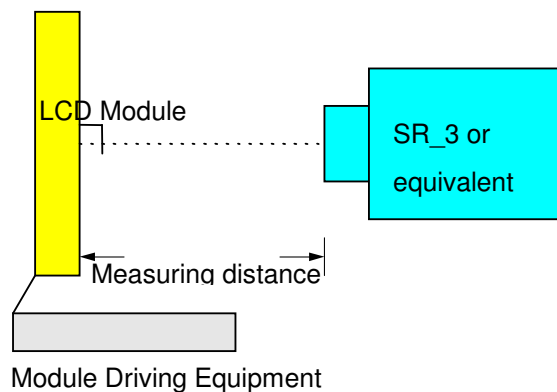 LCD Module
SR_3 or
equivalent
Measuring distance
Module Driving Equipment